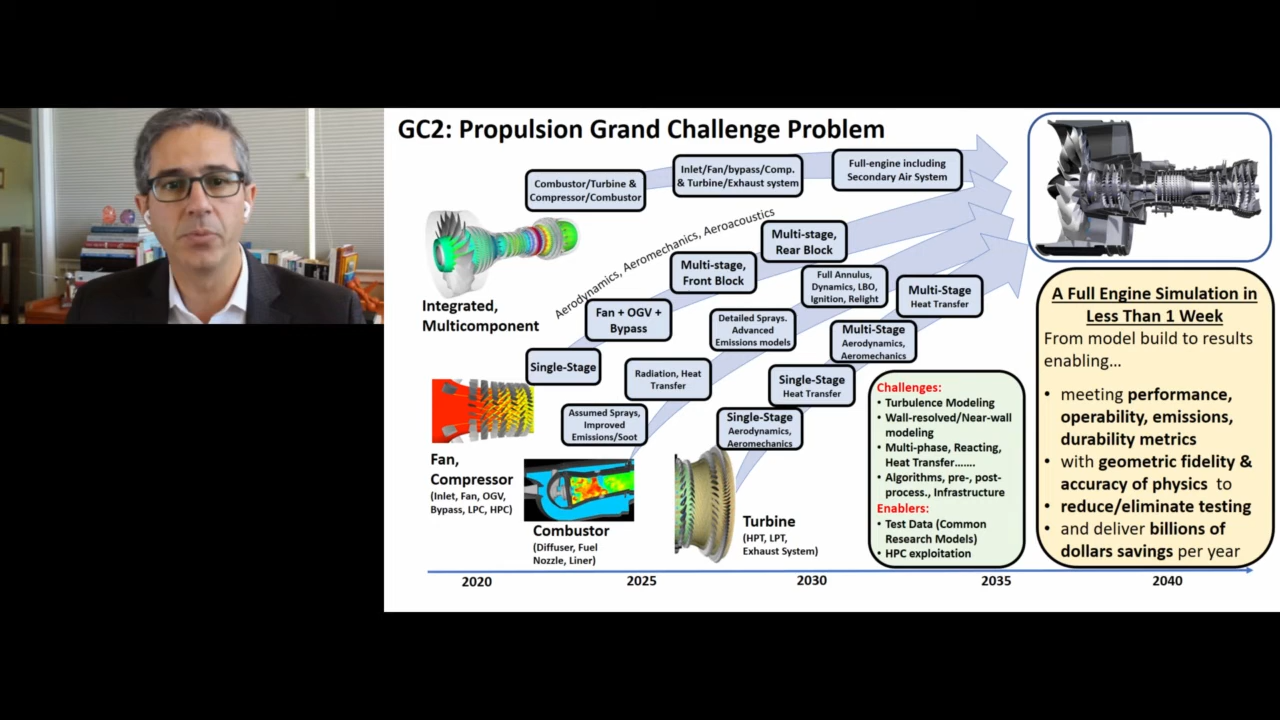 GC2: Propulsion Grand Challenge Problem
Combustor/Turbine &
Compressor/Combustor
Inlet/Fan/bypass/Comp.
& Turbine/Exhaust system
Full-engine including
Secondary Air System
Integrated,
Multicomponent
Aerodynamics, Aeromechanics, Aeroacoustics
Single-Stage
Fan + OGV +
Bypass
Multi-stage,
Front Block
Multi-stage,
Rear Block
Fan,
Compressor
(Inlet, Fan, OGV,
Bypass, LPC, HPC)
Assumed Sprays,
Improved
Emissions/Soot
Radiation, Heat
Transfer
Detailed Sprays.
Advanced
Emissions models
Full Annulus,
Dynamics, LBO,
Ignition, Relight
Combustor
(Diffuser, Fuel
Nozzle, Liner)
Single-Stage
Aerodynamics,
Aeromechanics
Single-Stage
Heat Transfer
Multi-Stage
Aerodynamics,
Aeromechanics
Multi-Stage
Heat Transfer
Turbine
(HPT, LPT,
Exhaust System)
Challenges:
• Turbulence Modeling
• Wall-resolved/Near-wall
modeling
• Multi-phase, Reacting,
Heat Transfer…….
• Algorithms, pre-, post-
process., Infrastructure
Enablers:
• Test Data (Common
Research Models)
• HPC exploitation
A Full Engine Simulation in
Less Than 1 Week
From model build to results
enabling…
• meeting performance,
operability, emissions,
durability metrics
• with geometric fidelity &
accuracy of physics to
• reduce/eliminate testing
• and deliver billions of
dollars savings per year
2020
2025
2030
2035
2040